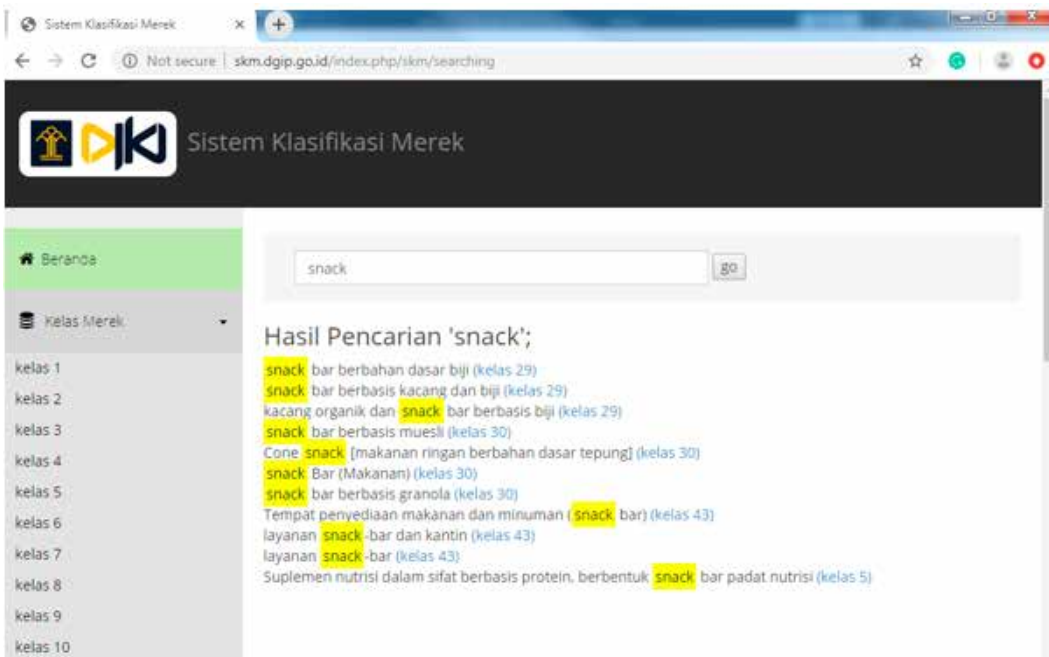 Sistem Klasifikasi Merek
Not secure | skm.dgip.go.id/index.php/skm/searching
Sistem Klasifikasi Merek
Beranda
snack
go
Kelas Merek
kelas 1
kelas 2
kelas 3
kelas 4
kelas 5
kelas 6
kelas 7
kelas 8
kelas 9
kelas 10
Hasil Pencarian 'snack';
snack bar berbahan dasar biji (kelas 29)
snack bar berbasis kacang dan biji (kelas 29)
kacang organik dan snack bar berbasis biji (kelas 29)
snack bar berbasis muesli (kelas 30)
Cone snack [makanan ringan berbahan dasar tepung] (kelas 30)
snack Bar (Makanan) (kelas 30)
snack bar berbasis granola (kelas 30)
Tempat penyediaan makanan dan minuman ( snack bar) (kelas 43)
layanan snack -bar dan kantin (kelas 43)
layanan snack -bar (kelas 43)
Suplemen nutrisi dalam sifat berbasis protein, berbentuk snack bar padat nutrisi (kelas 5)